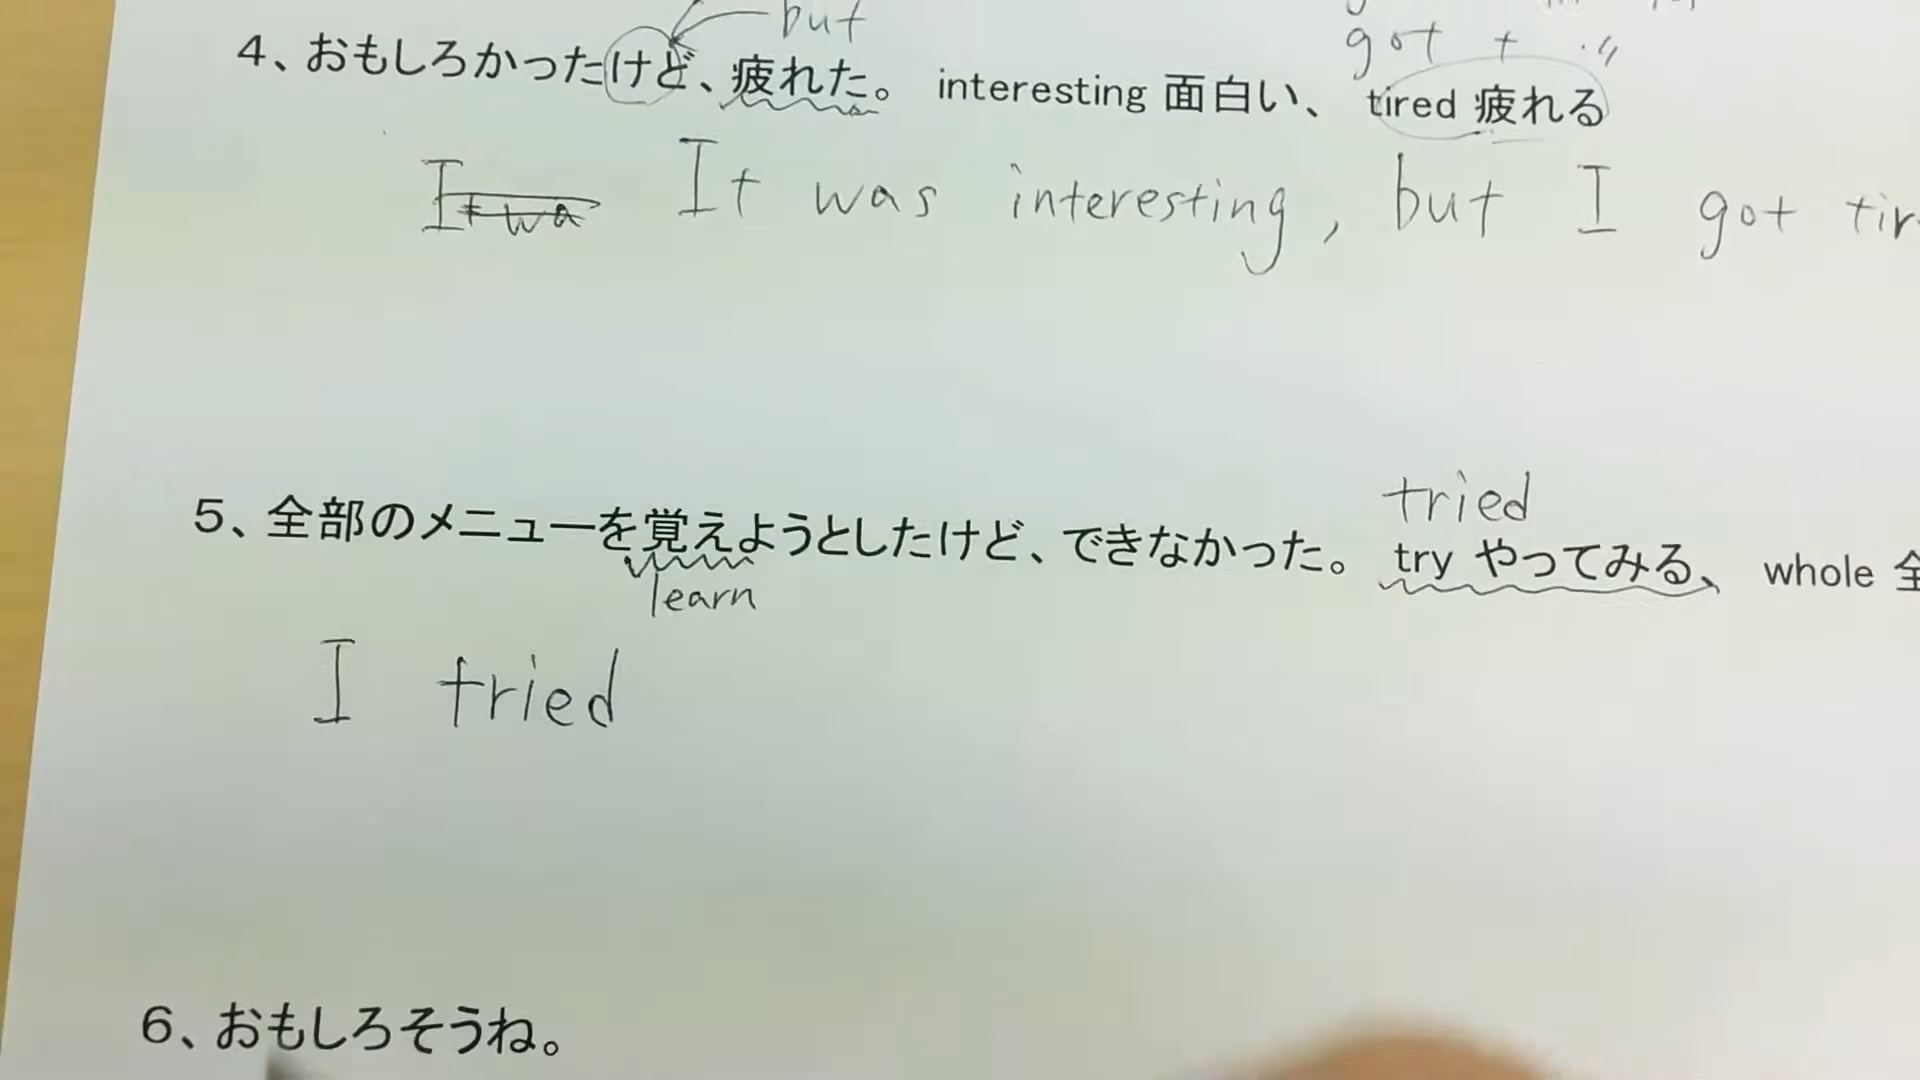 but
got + 〃
4、おもしろかったけど、疲れた。 interesting 面白い、 tired 疲れる
It wa It was interesting, but I got tir
tried
5、全部のメニューを覚えようとしたけど、できなかった。 try やってみる、 whole 全
learn
I tried
6、おもしろそうね。